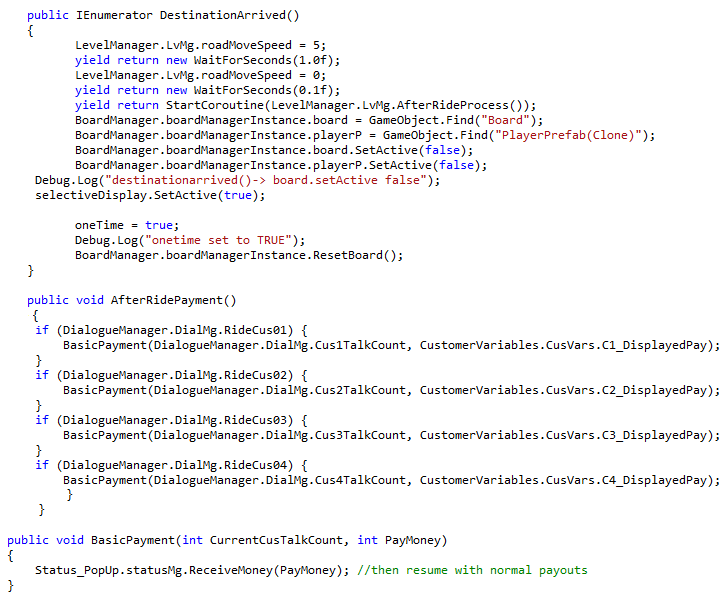 public IEnumerator DestinationArrived()
{
LevelManager.LvMg.roadMoveSpeed = 5;
yield return new WaitForSeconds(1.0f);
LevelManager.LvMg.roadMoveSpeed = 0;
yield return new WaitForSeconds(0.1f);
yield return StartCoroutine(LevelManager.LvMg.AfterRideProcess());
BoardManager.boardManagerInstance.board = GameObject.Find("Board");
BoardManager.boardManagerInstance.playerP = GameObject.Find("PlayerPrefab(Clone)");
BoardManager.boardManagerInstance.board.SetActive(false);
BoardManager.boardManagerInstance.playerP.SetActive(false);
Debug.Log("destinationarrived()-> board.setActive false");
selectiveDisplay.SetActive(true);
oneTime = true;
Debug.Log("onetime set to TRUE");
BoardManager.boardManagerInstance.ResetBoard();
}
public void AfterRidePayment()
{
if (DialogueManager.DialMg.RideCus01) {
BasicPayment(DialogueManager.DialMg.Cus1TalkCount, CustomerVariables.CusVars.C1_DisplayedPay);
}
if (DialogueManager.DialMg.RideCus02) {
BasicPayment(DialogueManager.DialMg.Cus2TalkCount, CustomerVariables.CusVars.C2_DisplayedPay);
}
if (DialogueManager.DialMg.RideCus03) {
BasicPayment(DialogueManager.DialMg.Cus3TalkCount, CustomerVariables.CusVars.C3_DisplayedPay);
}
if (DialogueManager.DialMg.RideCus04) {
BasicPayment(DialogueManager.DialMg.Cus4TalkCount, CustomerVariables.CusVars.C4_DisplayedPay);
}
}
public void BasicPayment(int CurrentCusTalkCount, int PayMoney)
{
Status_PopUp.statusMg.ReceiveMoney(PayMoney); //then resume with normal payouts
}